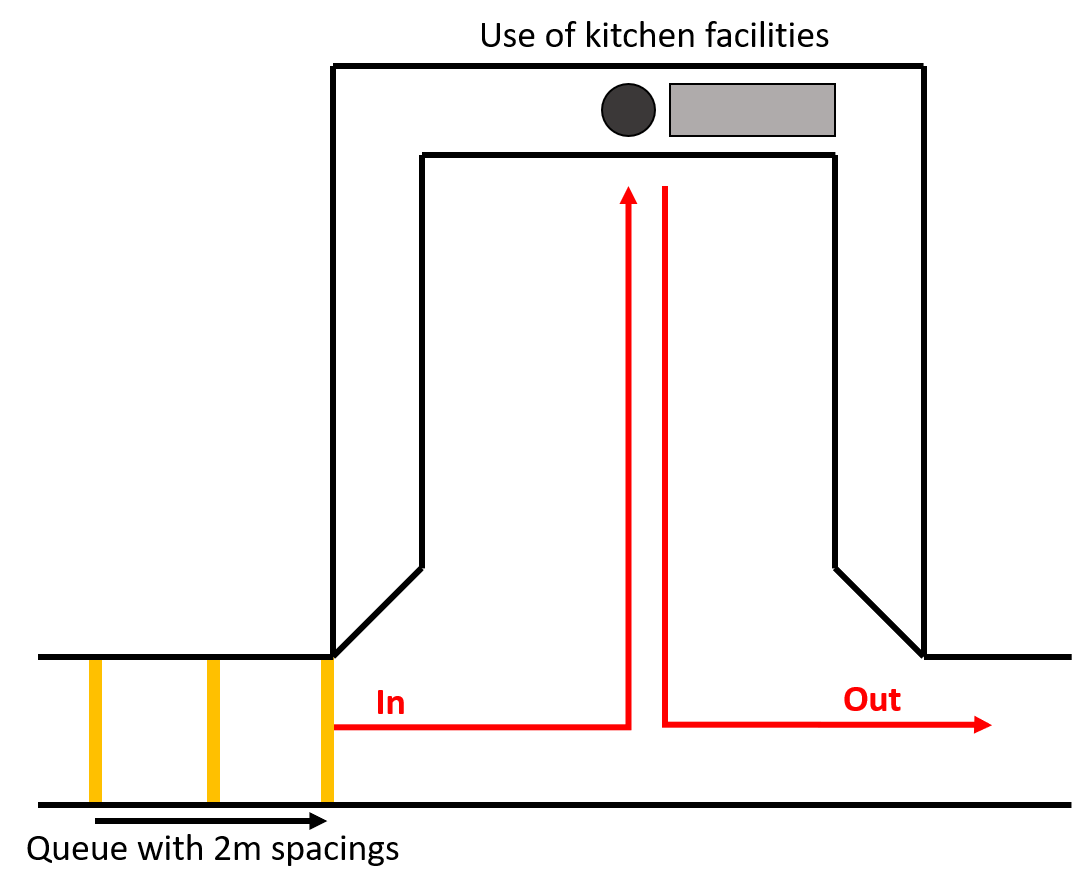 Use of kitchen facilities
In
Out
Queue with 2m spacings